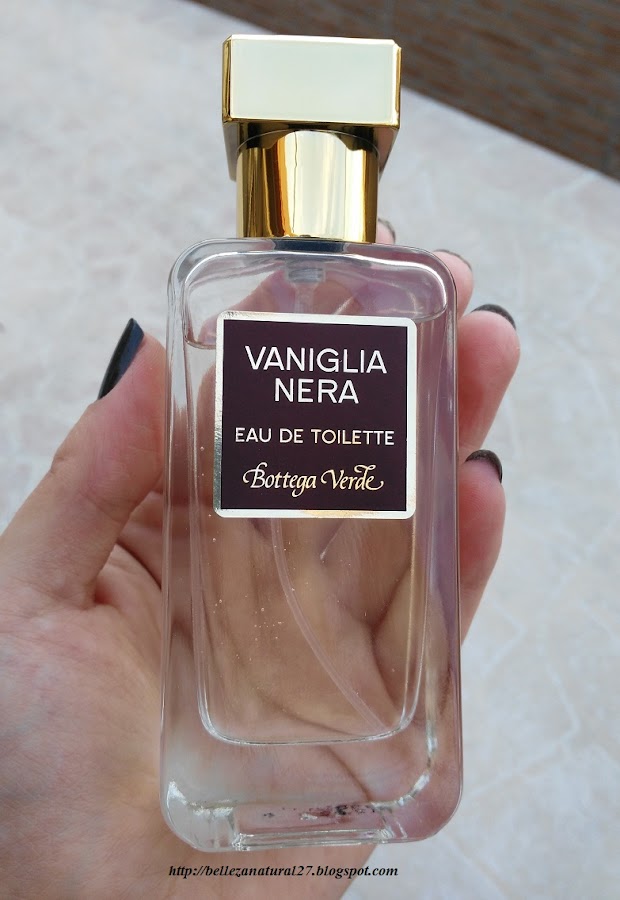 VANIGLIA
NERA
EAU DE TOILETTE
Bottega Verde
http://bellezanatural27.blogspot.com